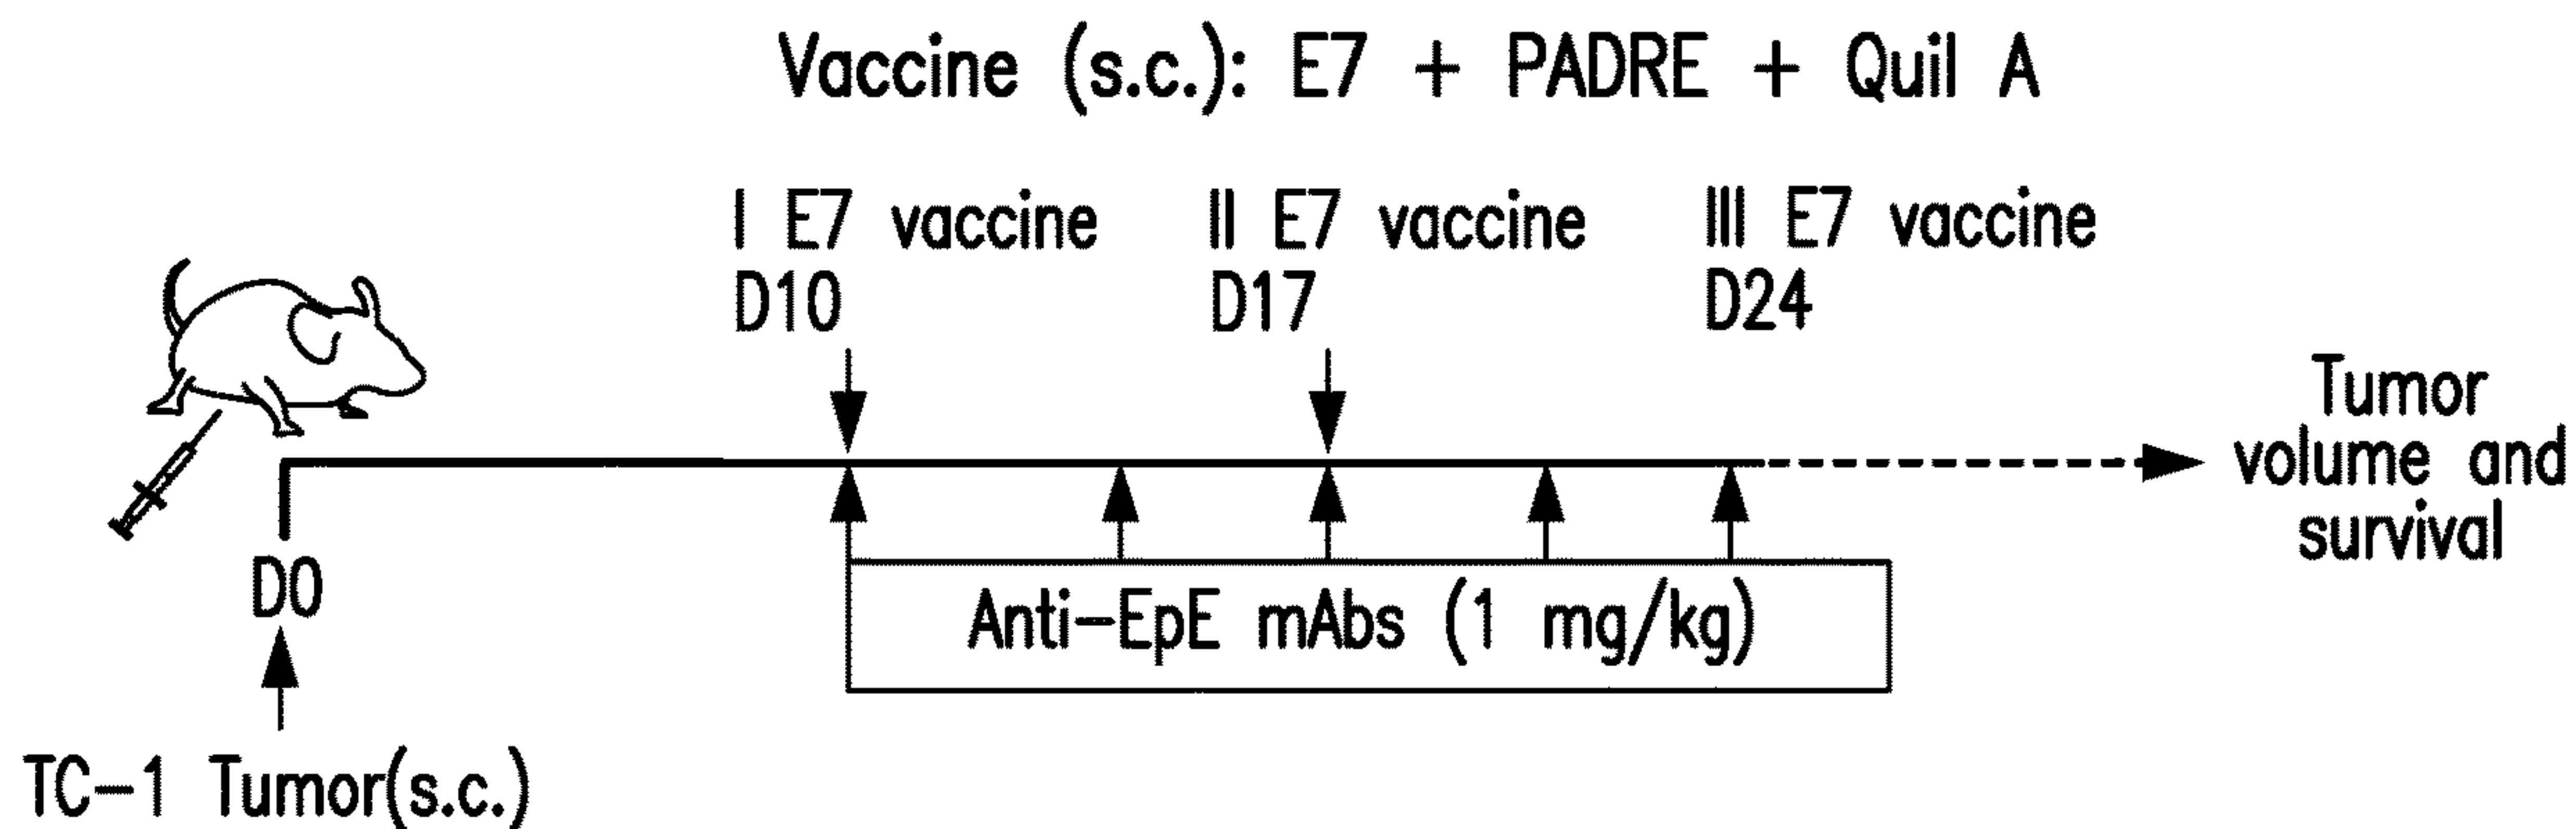 Vaccine (s.c.): E7 + PADRE + Quil A
I E7 vaccine
D10
II E7 vaccine
D17
III E7 vaccine
D24
Tumor
volume and
survival
D0
Anti-EpE mAbs (1 mg/kg)
TC-1 Tumor(s.c.)